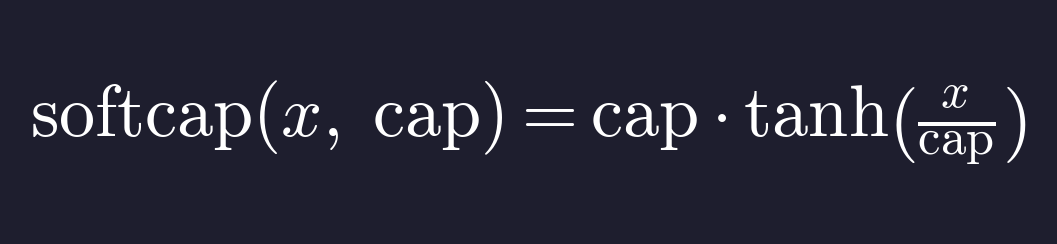 softcap(x, cap) = cap · tanh(x/cap)